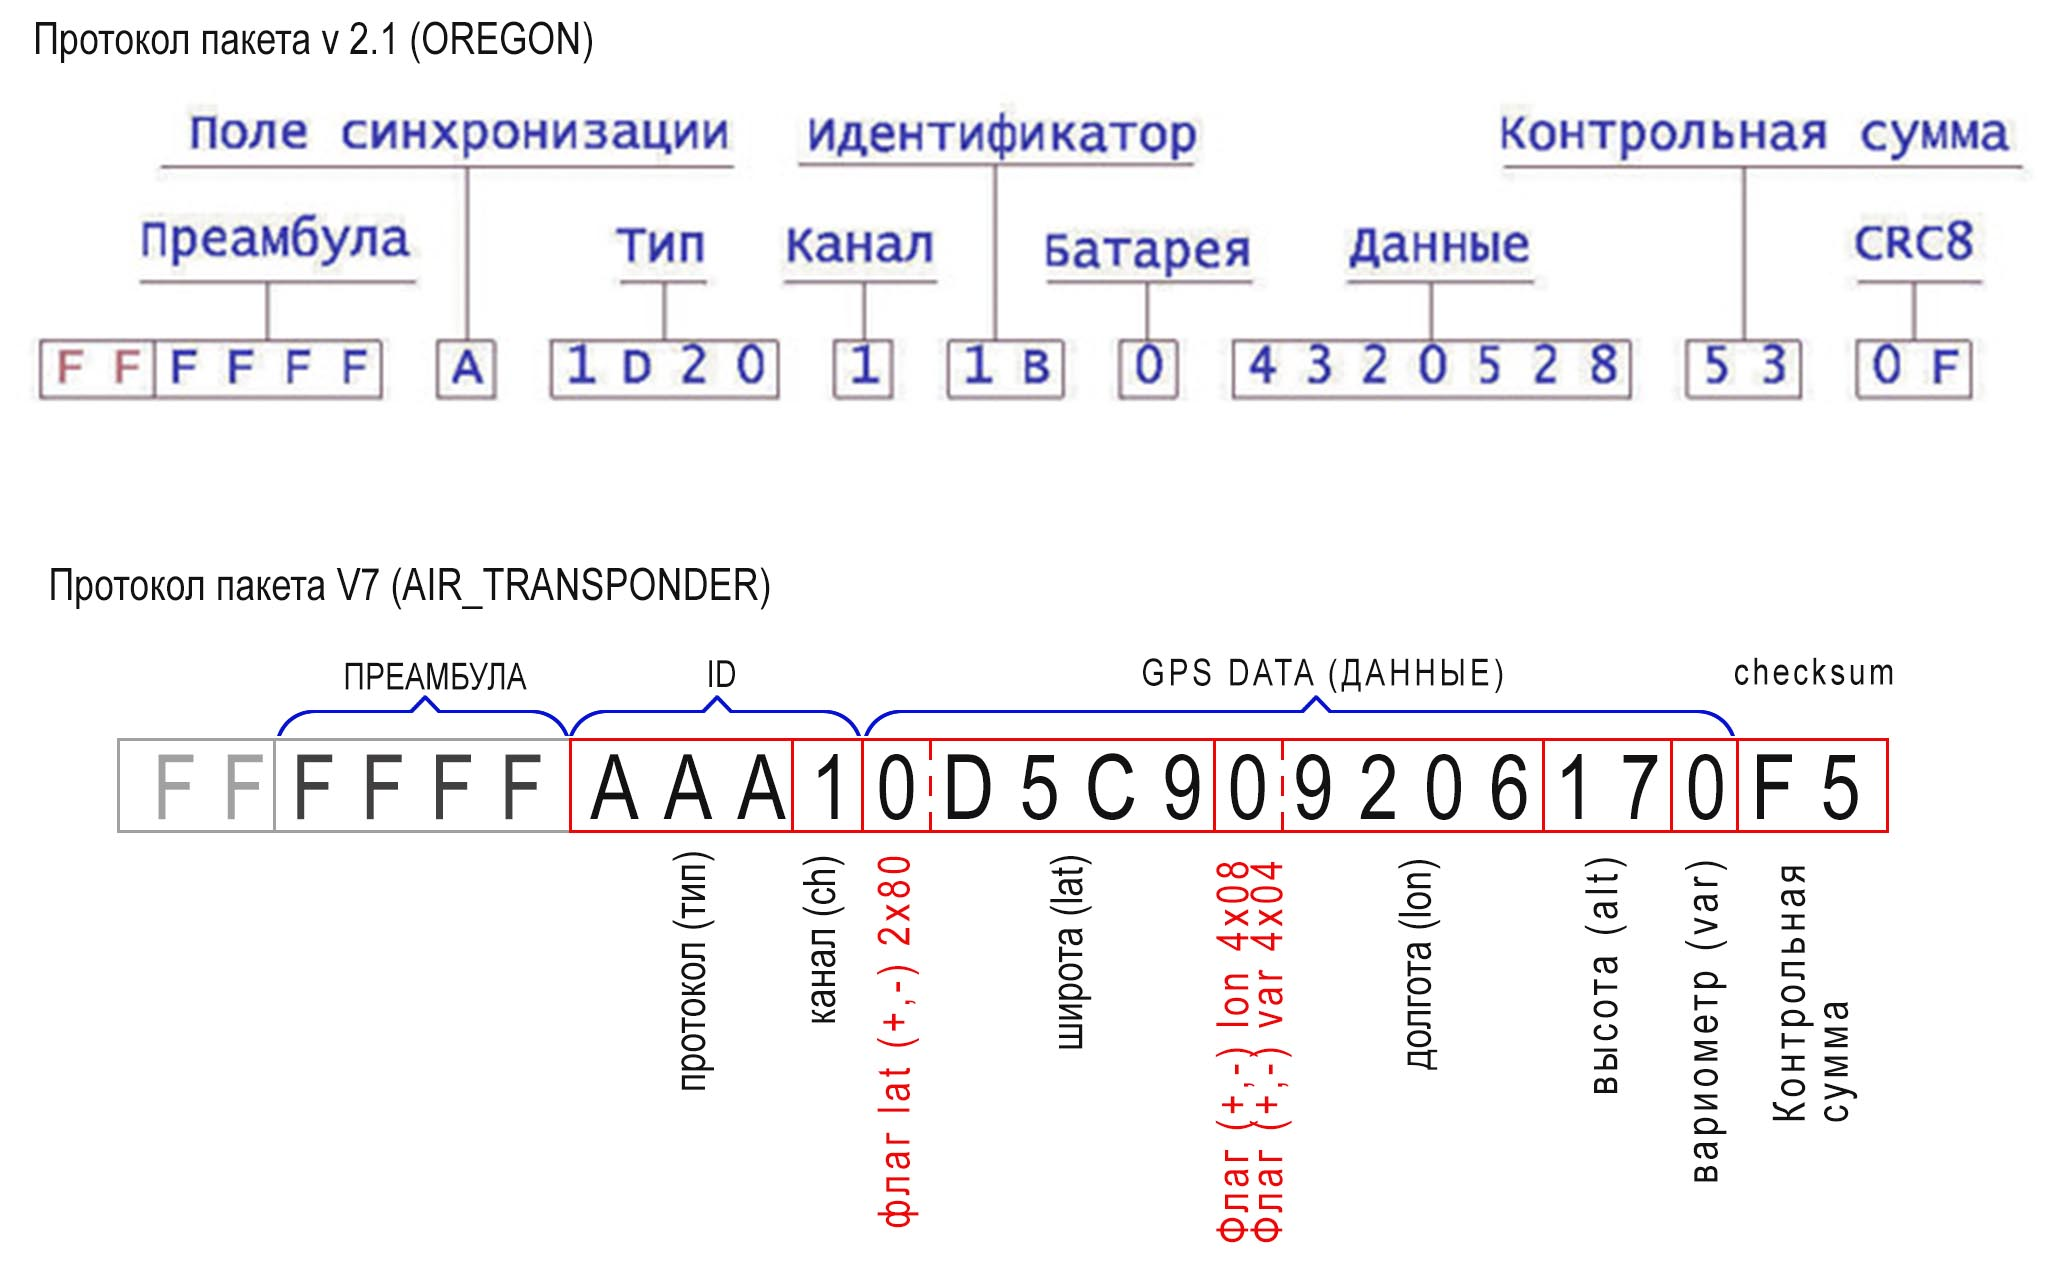 Протокол пакета v 2.1 (OREGON)
Поле синхронизации Идентификатор Контрольная сумма
Преамбула Тип Канал Батарея Данные CRC8
F F F F F F A 1 D 2 0 1 1 B 0 4 3 2 0 5 2 8 5 3 0 F
Протокол пакета V7 (AIR_TRANSPONDER)
ПРЕАМБУЛА ID GPS DATA (ДАННЫЕ) checksum
F F F F F F A A A 1 0 D 5 C 9 0 9 2 0 6 1 7 0 F 5
протокол (тип)
канал (ch)
флаг lat (+,-) 2x80
широта (lat)
Флаг (+,-) lon 4x08
Флаг (+,-) var 4x04
долгота (lon)
высота (alt)
вариометр (var)
Контрольная
сумма